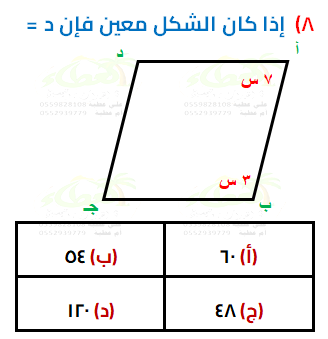 ٨) إذا كان الشكل معين فإن د =
د أ
٧ س
٣ س
جـ ب
(أ) ٦٠ (ب) ٥٤
(ج) ٤٨ (د) ١٢٠